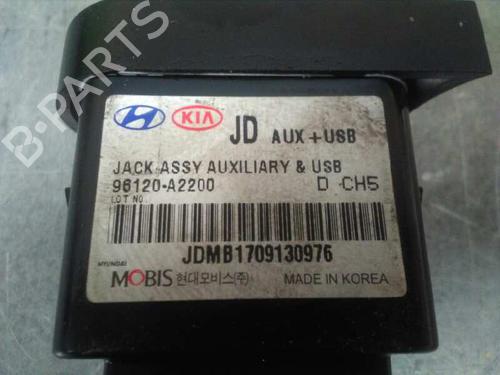 B-PARTS
KIA JD AUX + USB
JACK ASSY AUXILIARY & USB
96120-A2200 D CH5
LOT NO
JDMB1709130976
HYUNDAI
MOBIS 현대모비스(주) MADE IN KOREA